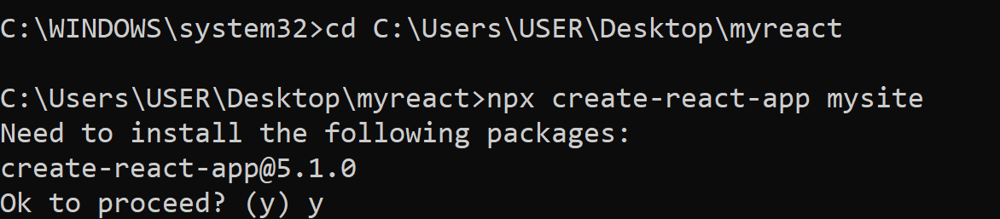 C:\WINDOWS\system32>cd C:\Users\USER\Desktop\myreact
C:\Users\USER\Desktop\myreact>npx create-react-app mysite
Need to install the following packages:
create-react-app@5.1.0
Ok to proceed? (y) y